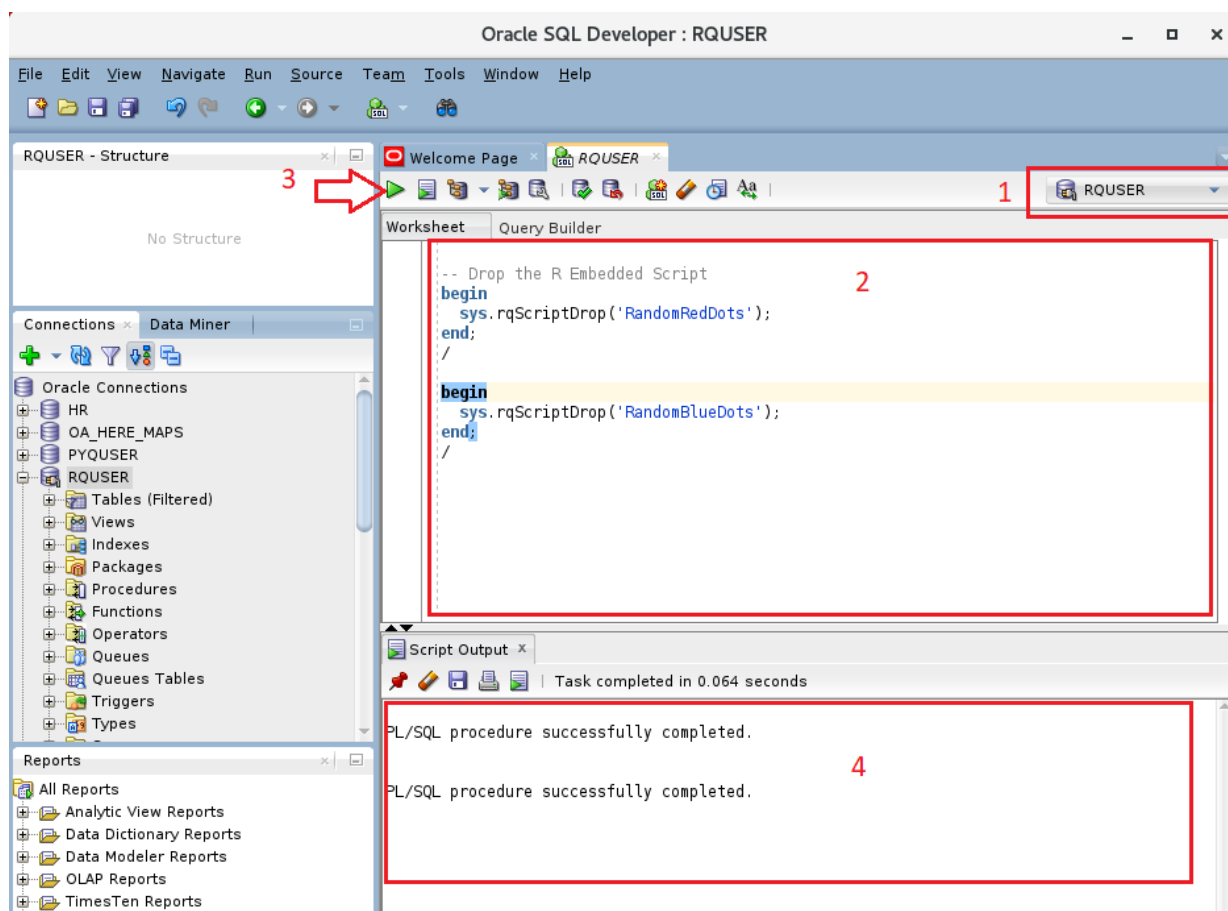 Oracle SQL Developer : RQUSER
File Edit View Navigate Run Source Team Tools Window Help
RQUSER - Structure
3
No Structure
Connections Data Miner
Oracle Connections
HR
OA_HERE_MAPS
PYQUSER
RQUSER
Tables (Filtered)
Views
Indexes
Packages
Procedures
Functions
Operators
Queues
Queues Tables
Triggers
Types
Reports
All Reports
Analytic View Reports
Data Dictionary Reports
Data Modeler Reports
OLAP Reports
TimesTen Reports
Welcome Page RQUSER
1 RQUSER
Worksheet Query Builder
2
-- Drop the R Embedded Script
begin
sys.rqScriptDrop('RandomRedDots');
end;
/
begin
sys.rqScriptDrop('RandomBlueDots');
end;
/
Script Output
Task completed in 0.064 seconds
PL/SQL procedure successfully completed.
4
PL/SQL procedure successfully completed.